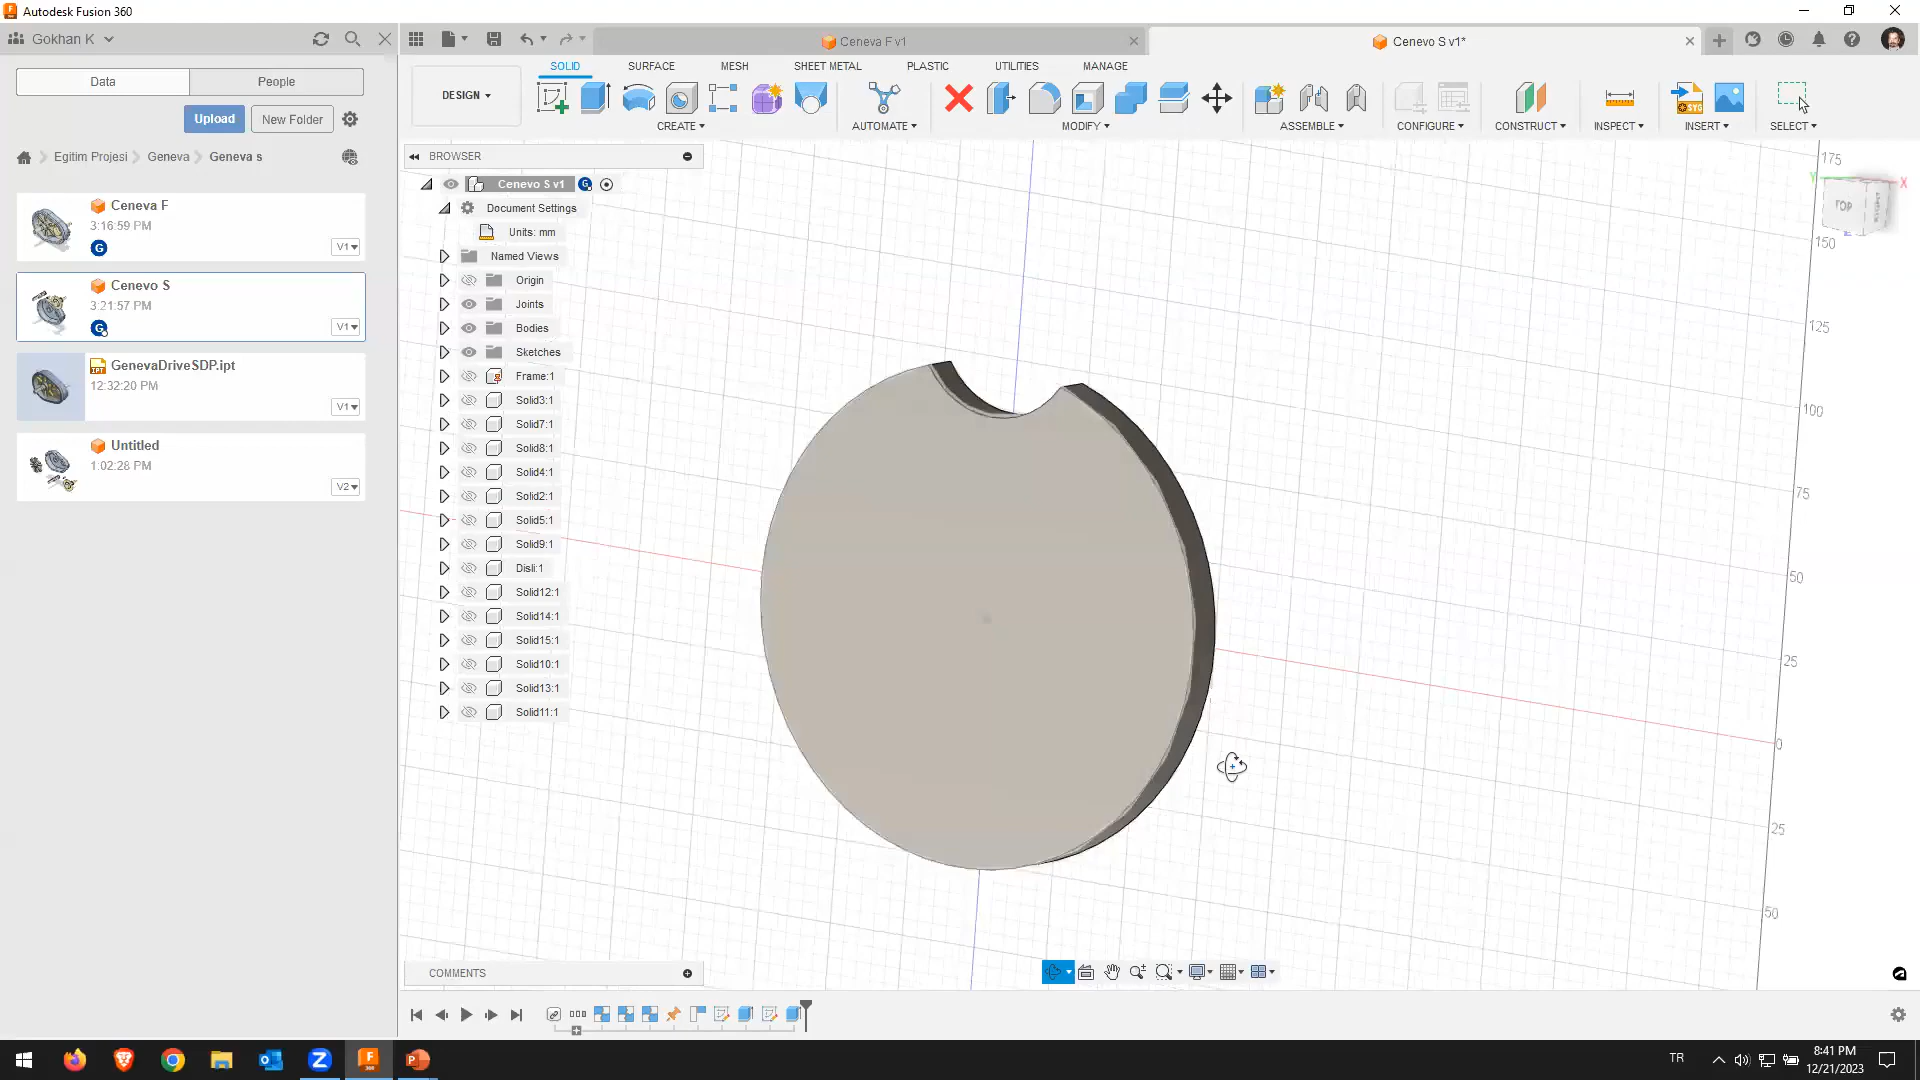 Autodesk Fusion 360
Gokhan K
Ceneva F v1
Cenevo S v1*
Data
People
SOLID
SURFACE
MESH
SHEET METAL
PLASTIC
UTILITIES
MANAGE
DESIGN
Upload
New Folder
CREATE
AUTOMATE
MODIFY
ASSEMBLE
CONFIGURE
CONSTRUCT
INSPECT
INSERT
SELECT
Egitim Projesi
Geneva
Geneva s
BROWSER
Cenevo S v1
Document Settings
Units: mm
Named Views
Origin
Joints
Bodies
Sketches
Frame:1
Solid3:1
Solid7:1
Solid8:1
Solid4:1
Solid2:1
Solid5:1
Solid9:1
Disli:1
Solid12:1
Solid14:1
Solid15:1
Solid10:1
Solid13:1
Solid11:1
Ceneva F
3:16:59 PM
G
V1
Cenevo S
3:21:57 PM
G
V1
GenevaDriveSDP.ipt
12:32:20 PM
V1
Untitled
1:02:28 PM
V2
TOP
X
Y
175
150
125
100
75
50
25
0
25
50
COMMENTS
TR
8:41 PM
12/21/2023